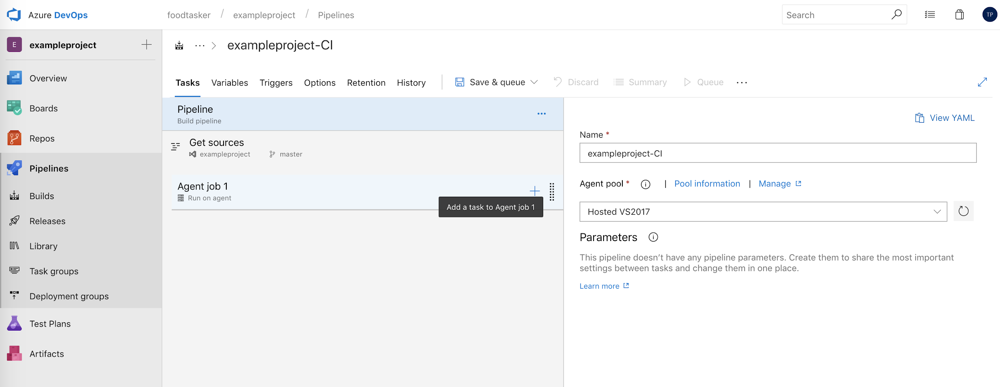 Azure DevOps
foodtasker / exampleproject / Pipelines
Search
TP
E
exampleproject
Overview
Boards
Repos
Pipelines
Builds
Releases
Library
Task groups
Deployment groups
Test Plans
Artifacts
exampleproject-CI
Tasks Variables Triggers Options Retention History
Save & queue
Discard
Summary
Queue
Pipeline
Build pipeline
Get sources
exampleproject master
Agent job 1
Run on agent
Add a task to Agent job 1
View YAML
Name *
exampleproject-CI
Agent pool * | Pool information | Manage
Hosted VS2017
Parameters
This pipeline doesn’t have any pipeline parameters. Create them to share the most important
settings between tasks and change them in one place.
Learn more